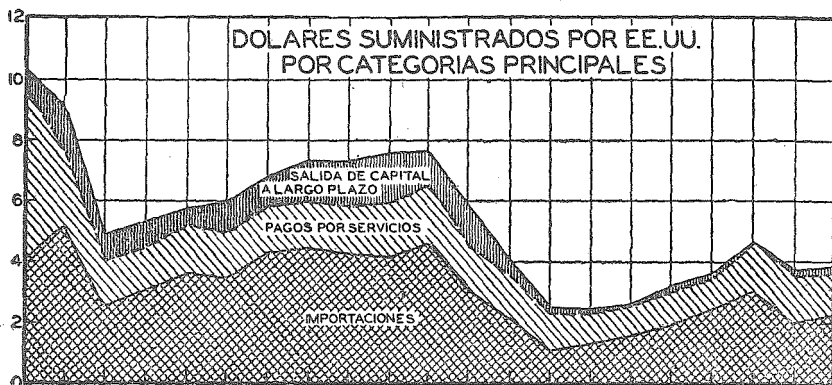 12
DOLARES SUMINISTRADOS POR EE.UU.
POR CATEGORIAS PRINCIPALES
10
8
SALIDA DE CAPITAL
A LARGO PLAZO
6
PAGOS POR SERVICIOS
4
2
IMPORTACIONES
0